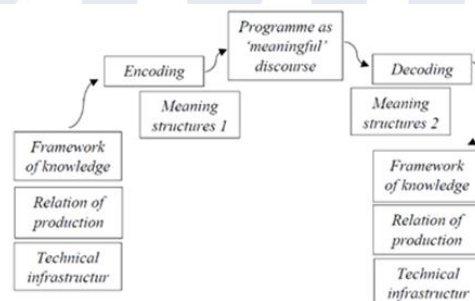 Programme as
'meaningful'
discourse
Encoding
Decoding
Meaning
structures 1
Meaning
structures 2
Framework
of knowledge
Relation of
production
Technical
infrastructur
Framework
of knowledge
Relation of
production
Technical
infrastructur